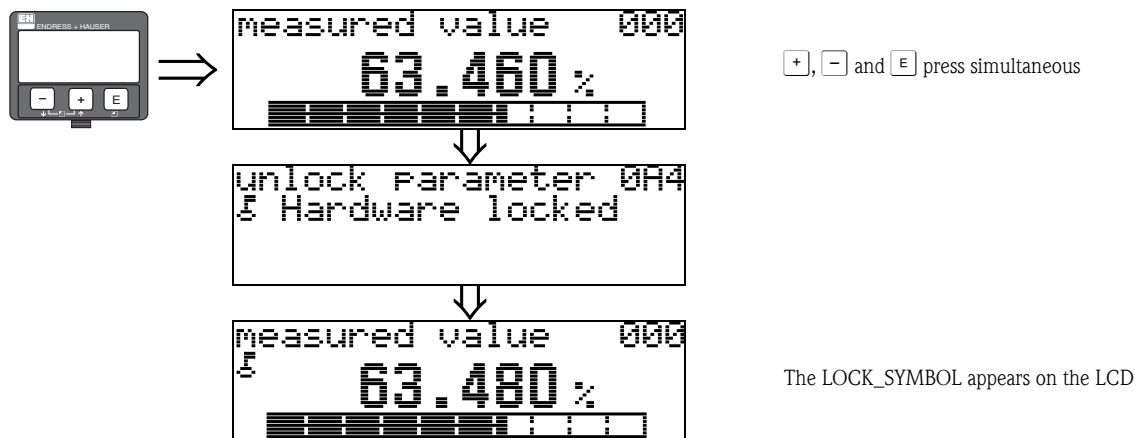 E+H
ENDRESS + HAUSER
- + E
measured value 000
63.460 %
+, - and E press simultaneous
unlock parameter 0A4
Hardware locked
measured value 000
63.480 %
The LOCK_SYMBOL appears on the LCD